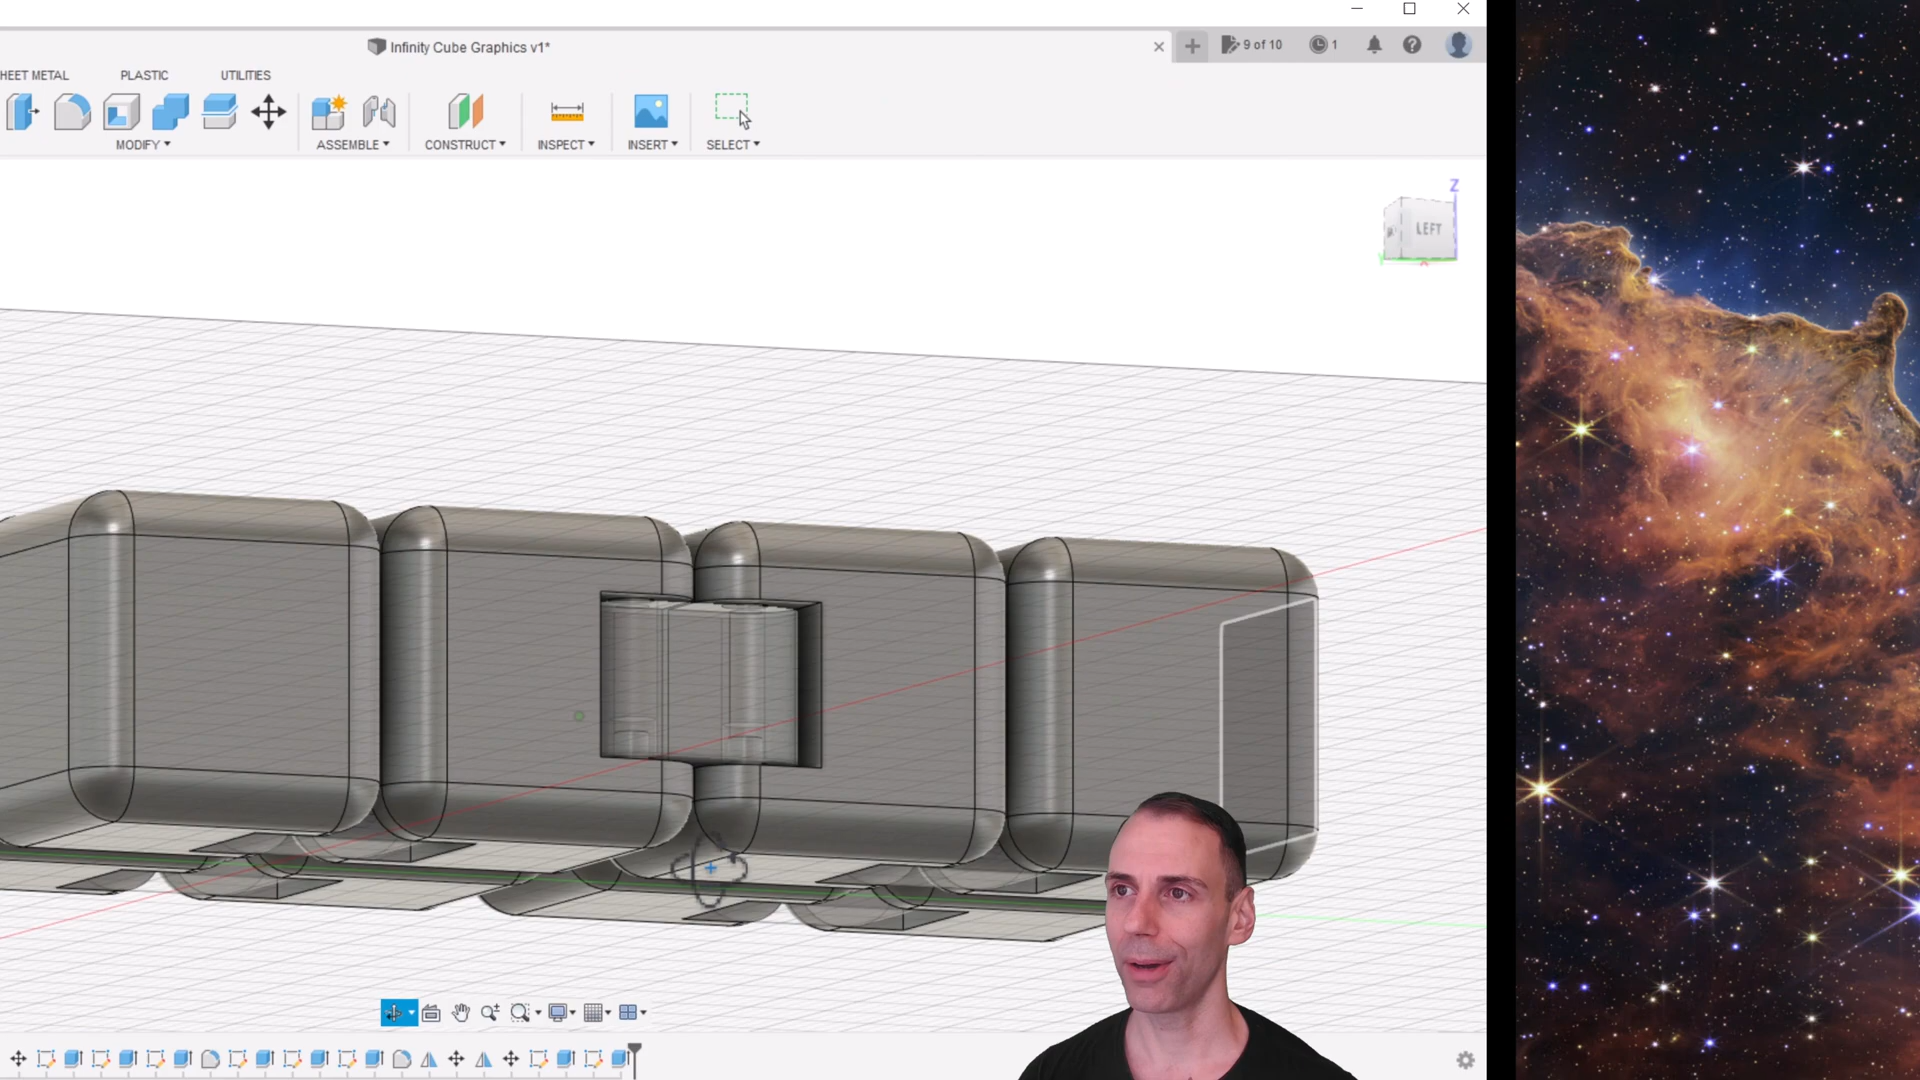 Infinity Cube Graphics v1*
9 of 10
1
HEET METAL
PLASTIC
UTILITIES
MODIFY
ASSEMBLE
CONSTRUCT
INSPECT
INSERT
SELECT
Z
LEFT
Y
X